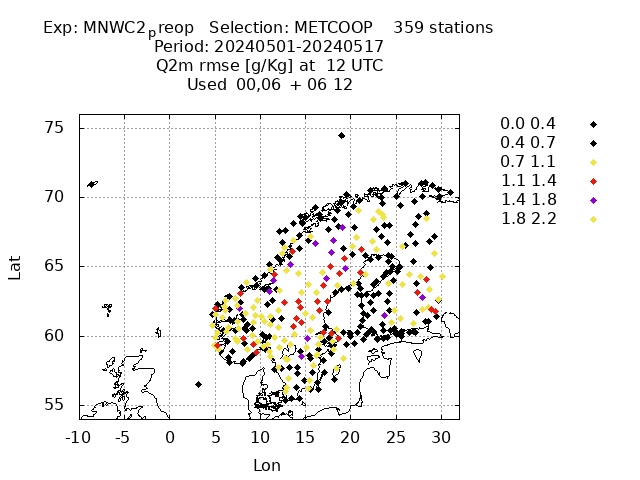 Exp: MNWC2preop Selection: METCOOP 359 stations
Period: 20240501-20240517
Q2m rmse [g/Kg] at 12 UTC
Used 00,06 + 06 12
0.0 0.4
0.4 0.7
0.7 1.1
1.1 1.4
1.4 1.8
1.8 2.2
75
70
65
60
55
Lat
-10 -5 0 5 10 15 20 25 30
Lon